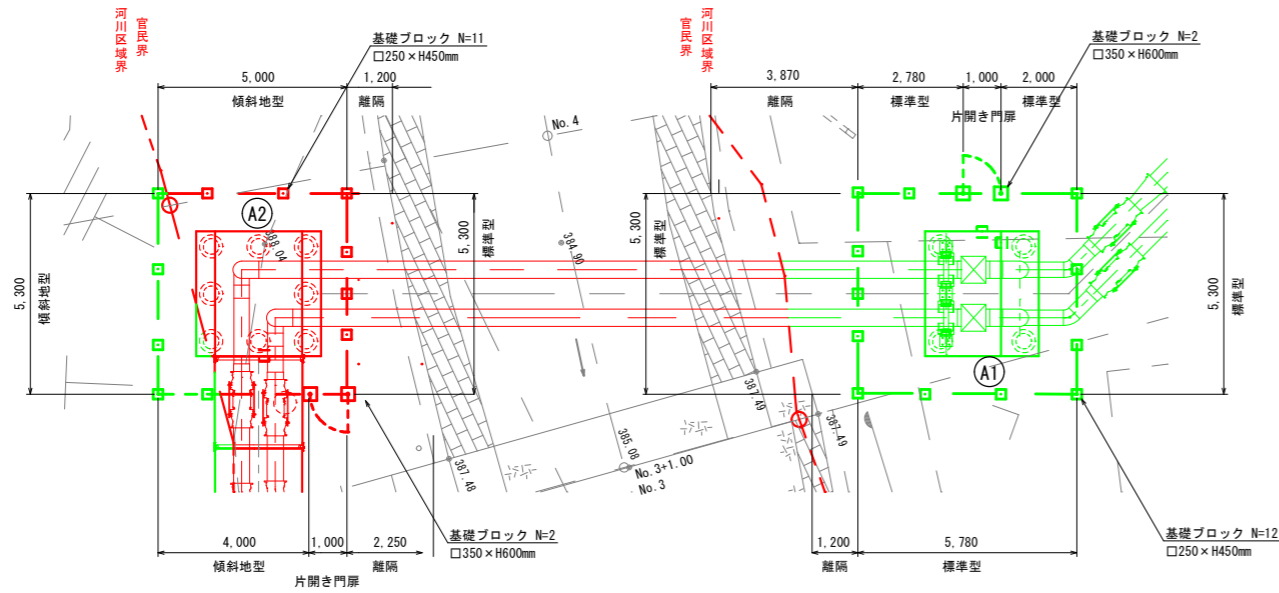 河川区域界
官民界
基礎ブロック N=11
□250×H450mm
5,000
1,200
傾斜地型
離隔
官民界
河川区域界
基礎ブロック N=2
□350×H600mm
3,870
2,780
1,000
2,000
離隔
標準型
標準型
片開き門扉
No.4
A2
388.04
384.90
5,300
傾斜地型
5,300
標準型
5,300
標準型
5,300
標準型
A1
387.49
387.49
385.08
No.3+1.00
No.3
387.48
基礎ブロック N=2
□350×H600mm
基礎ブロック N=12
□250×H450mm
4,000
1,000
2,250
傾斜地型
離隔
片開き門扉
1,200
5,780
離隔
標準型